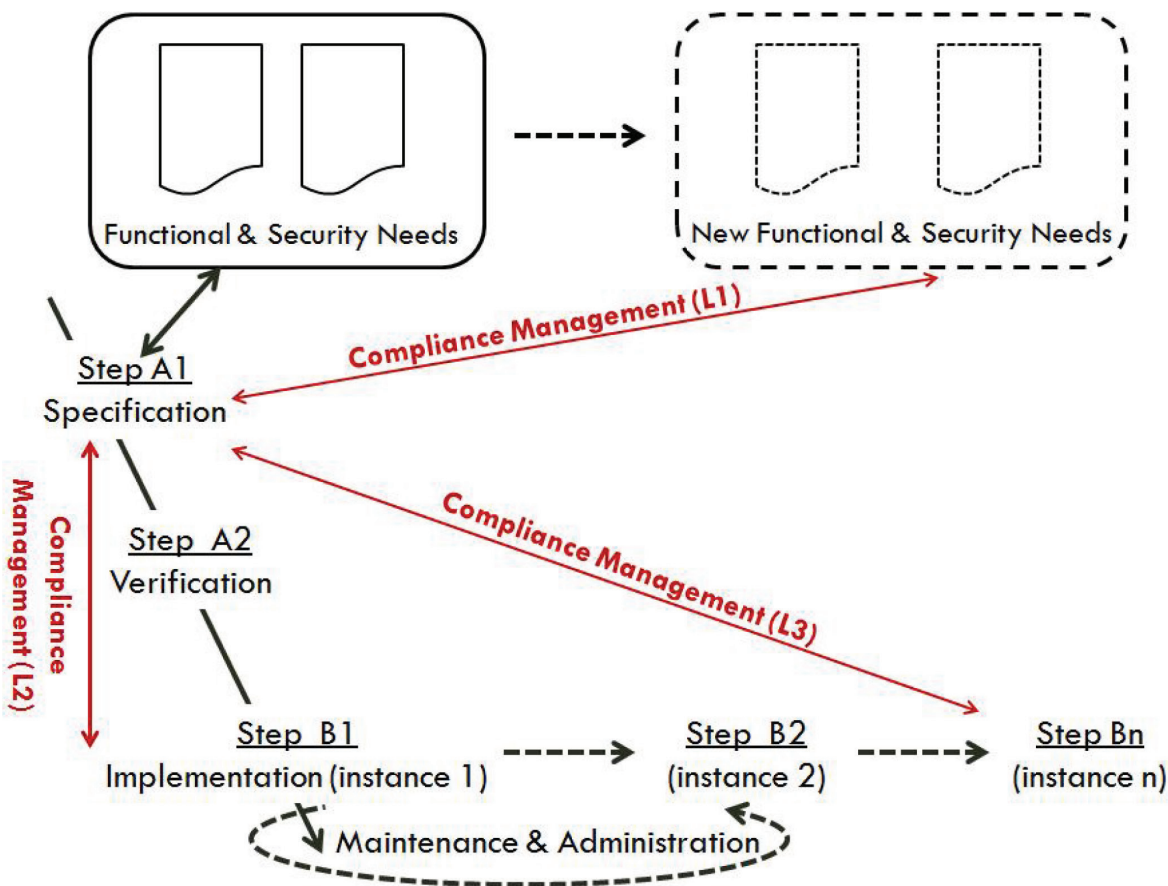 Functional & Security Needs
New Functional & Security Needs
Compliance Management (L1)
Step A1
Specification
Compliance
Management (L2)
Step A2
Verification
Compliance Management (L3)
Step B1
Implementation (instance 1)
Step B2
(instance 2)
Step Bn
(instance n)
Maintenance & Administration